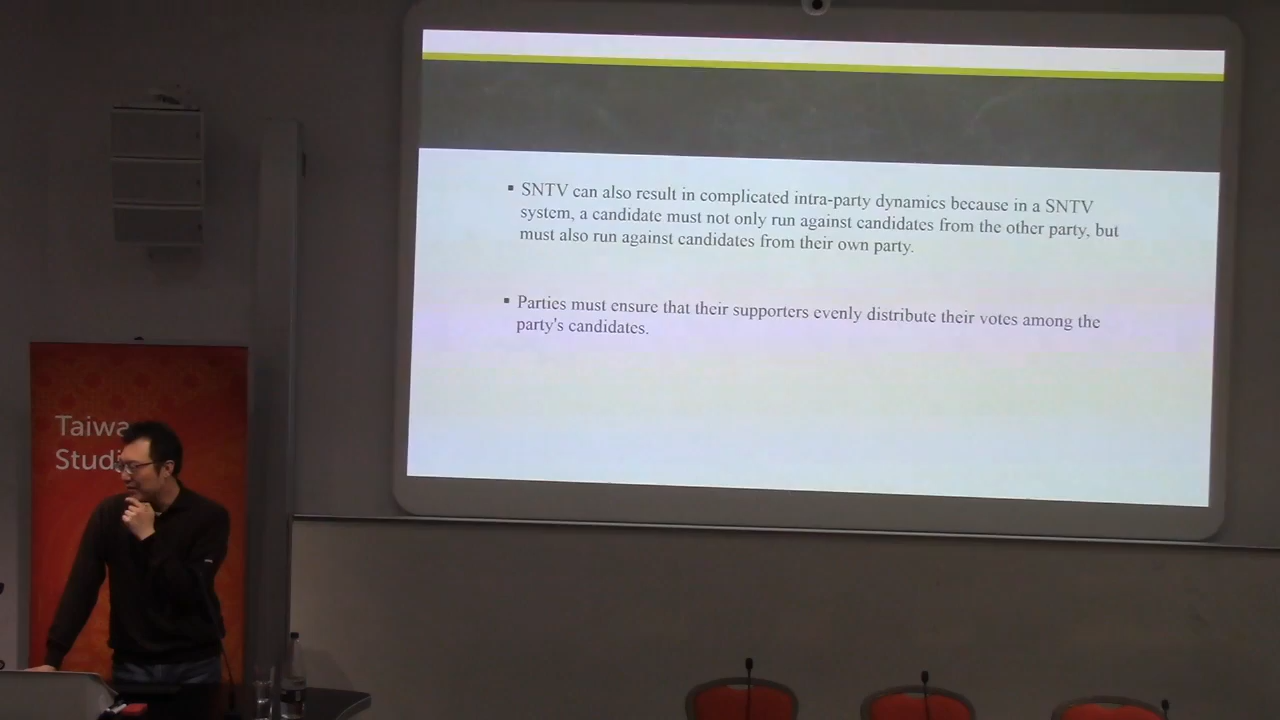 SNTV can also result in complicated intra-party dynamics because in a SNTV
system, a candidate must not only run against candidates from the other party, but
must also run against candidates from their own party.
Parties must ensure that their supporters evenly distribute their votes among the
party's candidates.
Taiwa
Studi